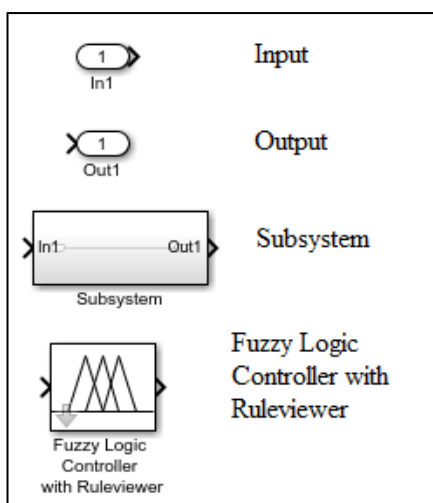 1
In1
Input
1
Out1
Output
In1
Out1
Subsystem
Subsystem
Fuzzy Logic
Controller
with Ruleviewer
Fuzzy Logic
Controller with
Ruleviewer